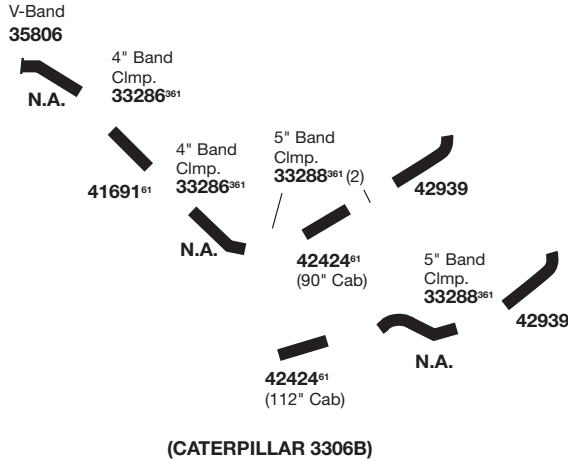 V-Band
35806
4" Band
Clmp.
33286³⁶¹
N.A.
41691⁶¹
4" Band
Clmp.
33286³⁶¹
N.A.
5" Band
Clmp.
33288³⁶¹ (2)
42939
42424⁶¹
(90" Cab)
5" Band
Clmp.
33288³⁶¹
42939
N.A.
42424⁶¹
(112" Cab)
(CATERPILLAR 3306B)